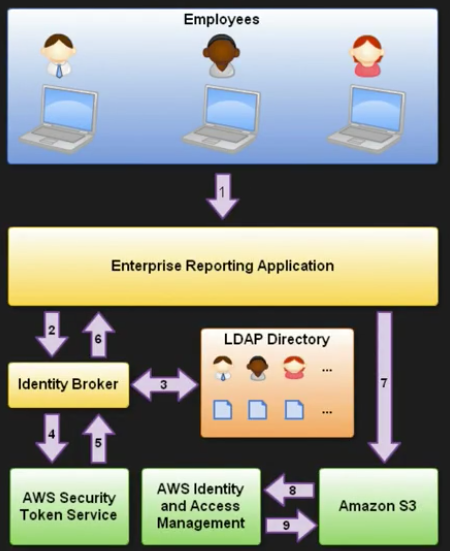 Employees
1
Enterprise Reporting Application
2
6
LDAP Directory
...
...
Identity Broker
3
7
4
5
AWS Security
Token Service
AWS Identity
and Access
Management
8
9
Amazon S3